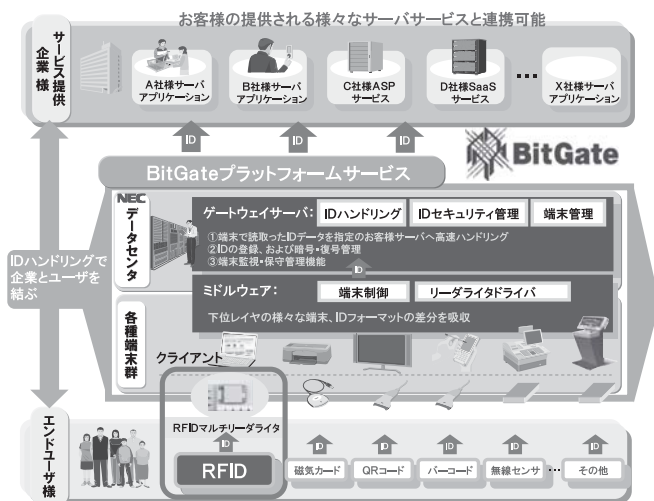 お客様の提供される様々なサーバサービスと連携可能
サービス提供
企業様
A社様サーバ
アプリケーション
B社様サーバ
アプリケーション
C社様ASP
サービス
D社様SaaS
サービス
•••
X社様サーバ
アプリケーション
ID
ID
ID
BitGateプラットフォームサービス
BitGate
NEC
データセンタ
ゲートウェイサーバ：
IDハンドリング
IDセキュリティ管理
端末管理
①端末で読取ったIDデータを指定のお客様サーバへ高速ハンドリング
②IDの登録、および暗号・復号管理
③端末監視・保守管理機能
ID
IDハンドリングで
企業とユーザを
結ぶ
ミドルウェア：
端末制御
リーダライタドライバ
下位レイヤの様々な端末、IDフォーマットの差分を吸収
各種端末群
クライアント
RFIDマルチリーダライタ
エンドユーザ様
ID
ID
ID
ID
ID
ID
RFID
磁気カード
QRコード
バーコード
無線センサ
•••
その他